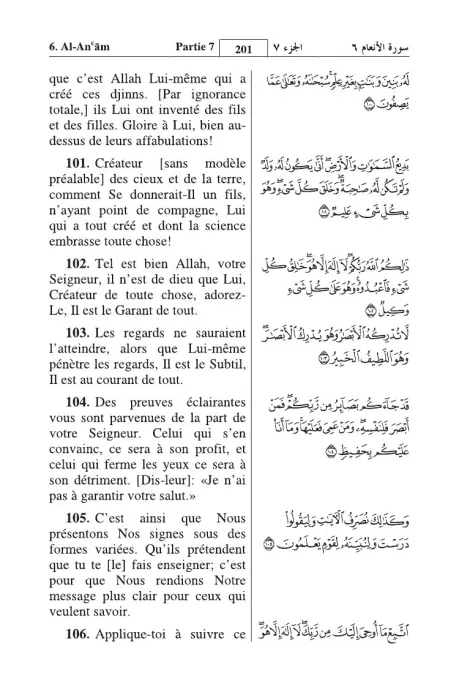 6. Al-Anᶜām Partie 7 201 الجزء ٧ سورة الأنعام ٦
que c’est Allah Lui-même qui a
créé ces djinns. [Par ignorance
totale,] ils Lui ont inventé des fils
et des filles. Gloire à Lui, bien au-
dessus de leurs affabulations!
101. Créateur [sans modèle
préalable] des cieux et de la terre,
comment Se donnerait-Il un fils,
n’ayant point de compagne, Lui
qui a tout créé et dont la science
embrasse toute chose!
102. Tel est bien Allah, votre
Seigneur, il n’est de dieu que Lui,
Créateur de toute chose, adorez-
Le, Il est le Garant de tout.
103. Les regards ne sauraient
l’atteindre, alors que Lui-même
pénètre les regards, Il est le Subtil,
Il est au courant de tout.
104. Des preuves éclairantes
vous sont parvenues de la part de
votre Seigneur. Celui qui s’en
convainc, ce sera à son profit, et
celui qui ferme les yeux ce sera à
son détriment. [Dis-leur]: «Je n’ai
pas à garantir votre salut.»
105. C’est ainsi que Nous
présentons Nos signes sous des
formes variées. Qu’ils prétendent
que tu te [le] fais enseigner; c’est
pour que Nous rendions Notre
message plus clair pour ceux qui
veulent savoir.
106. Applique-toi à suivre ce
لَهُۥ بَنِينَ وَبَنَٰتٍۭ بِغَيْرِ عِلْمٍۚ سُبْحَٰنَهُۥ وَتَعَٰلَىٰ عَمَّا
يَصِفُونَ ١٠٠
بَدِيعُ ٱلسَّمَٰوَٰتِ وَٱلْأَرْضِۖ أَنَّىٰ يَكُونُ لَهُۥ وَلَدٌ
وَلَمْ تَكُن لَّهُۥ صَٰحِبَةٌۖ وَخَلَقَ كُلَّ شَىْءٍۖ وَهُوَ
بِكُلِّ شَىْءٍ عَلِيمٌ ١٠١
ذَٰلِكُمُ ٱللَّهُ رَبُّكُمْۖ لَآ إِلَٰهَ إِلَّا هُوَۖ خَٰلِقُ كُلِّ
شَىْءٍ فَٱعْبُدُوهُۚ وَهُوَ عَلَىٰ كُلِّ شَىْءٍ
وَكِيلٌ ١٠٢
لَّا تُدْرِكُهُ ٱلْأَبْصَٰرُ وَهُوَ يُدْرِكُ ٱلْأَبْصَٰرَۖ
وَهُوَ ٱللَّطِيفُ ٱلْخَبِيرُ ١٠٣
قَدْ جَآءَكُم بَصَآئِرُ مِن رَّبِّكُمْۖ فَمَنْ
أَبْصَرَ فَلِنَفْسِهِۦۖ وَمَنْ عَمِىَ فَعَلَيْهَاۚ وَمَآ أَنَا۠
عَلَيْكُم بِحَفِيظٍ ١٠٤
وَكَذَٰلِكَ نُصَرِّفُ ٱلْءَايَٰتِ وَلِيَقُولُوا۟
دَرَسْتَ وَلِنُبَيِّنَهُۥ لِقَوْمٍ يَعْلَمُونَ ١٠٥
ٱتَّبِعْ مَآ أُوحِىَ إِلَيْكَ مِن رَّبِّكَۖ لَآ إِلَٰهَ إِلَّا هُوَۖ